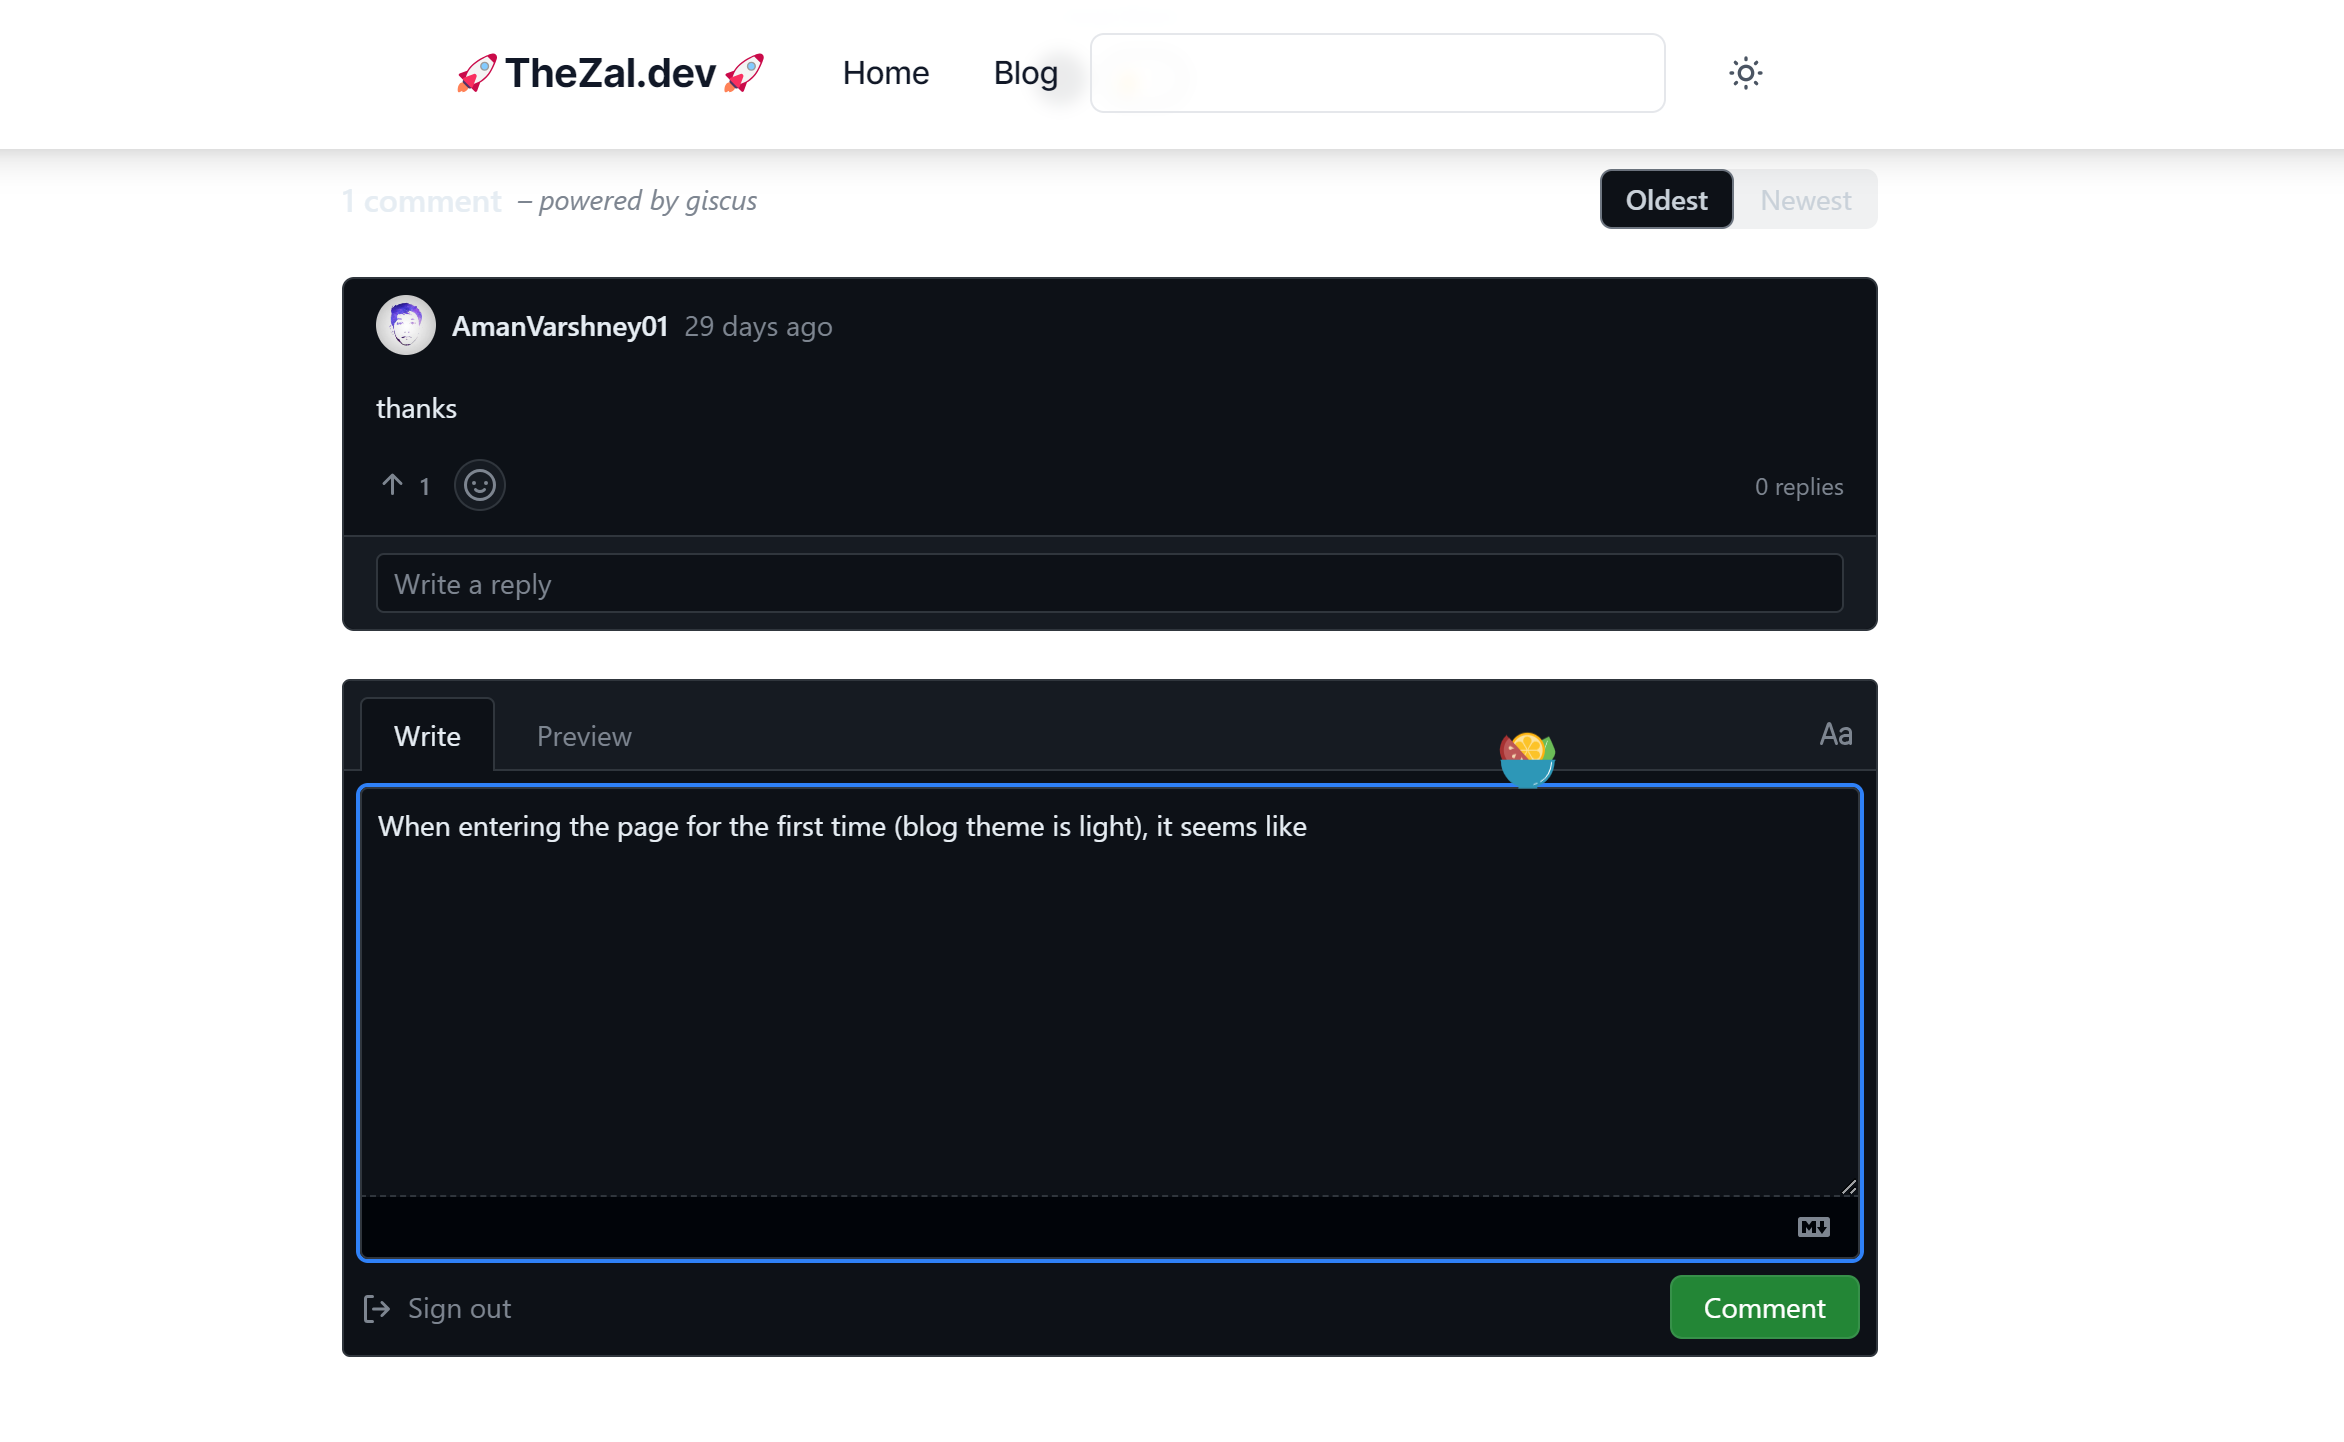 🚀TheZal.dev🚀 Home Blog
1 comment – powered by giscus Oldest Newest
AmanVarshney01 29 days ago
thanks
1 0 replies
Write a reply
Write Preview Aa
When entering the page for the first time (blog theme is light), it seems like
M
Sign out Comment